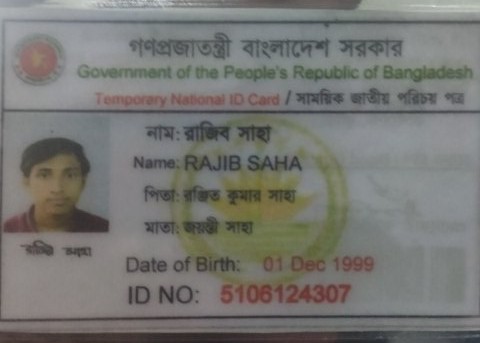 গণপ্রজাতন্ত্রী বাংলাদেশ সরকার
Government of the People's Republic of Bangladesh
Temporary National ID Card / সাময়িক জাতীয় পরিচয় পত্র
নাম: রাজিব সাহা
Name: RAJIB SAHA
পিতা: রঞ্জিত কুমার সাহা
মাতা: জয়ন্তী সাহা
Date of Birth: 01 Dec 1999
ID NO: 5106124307